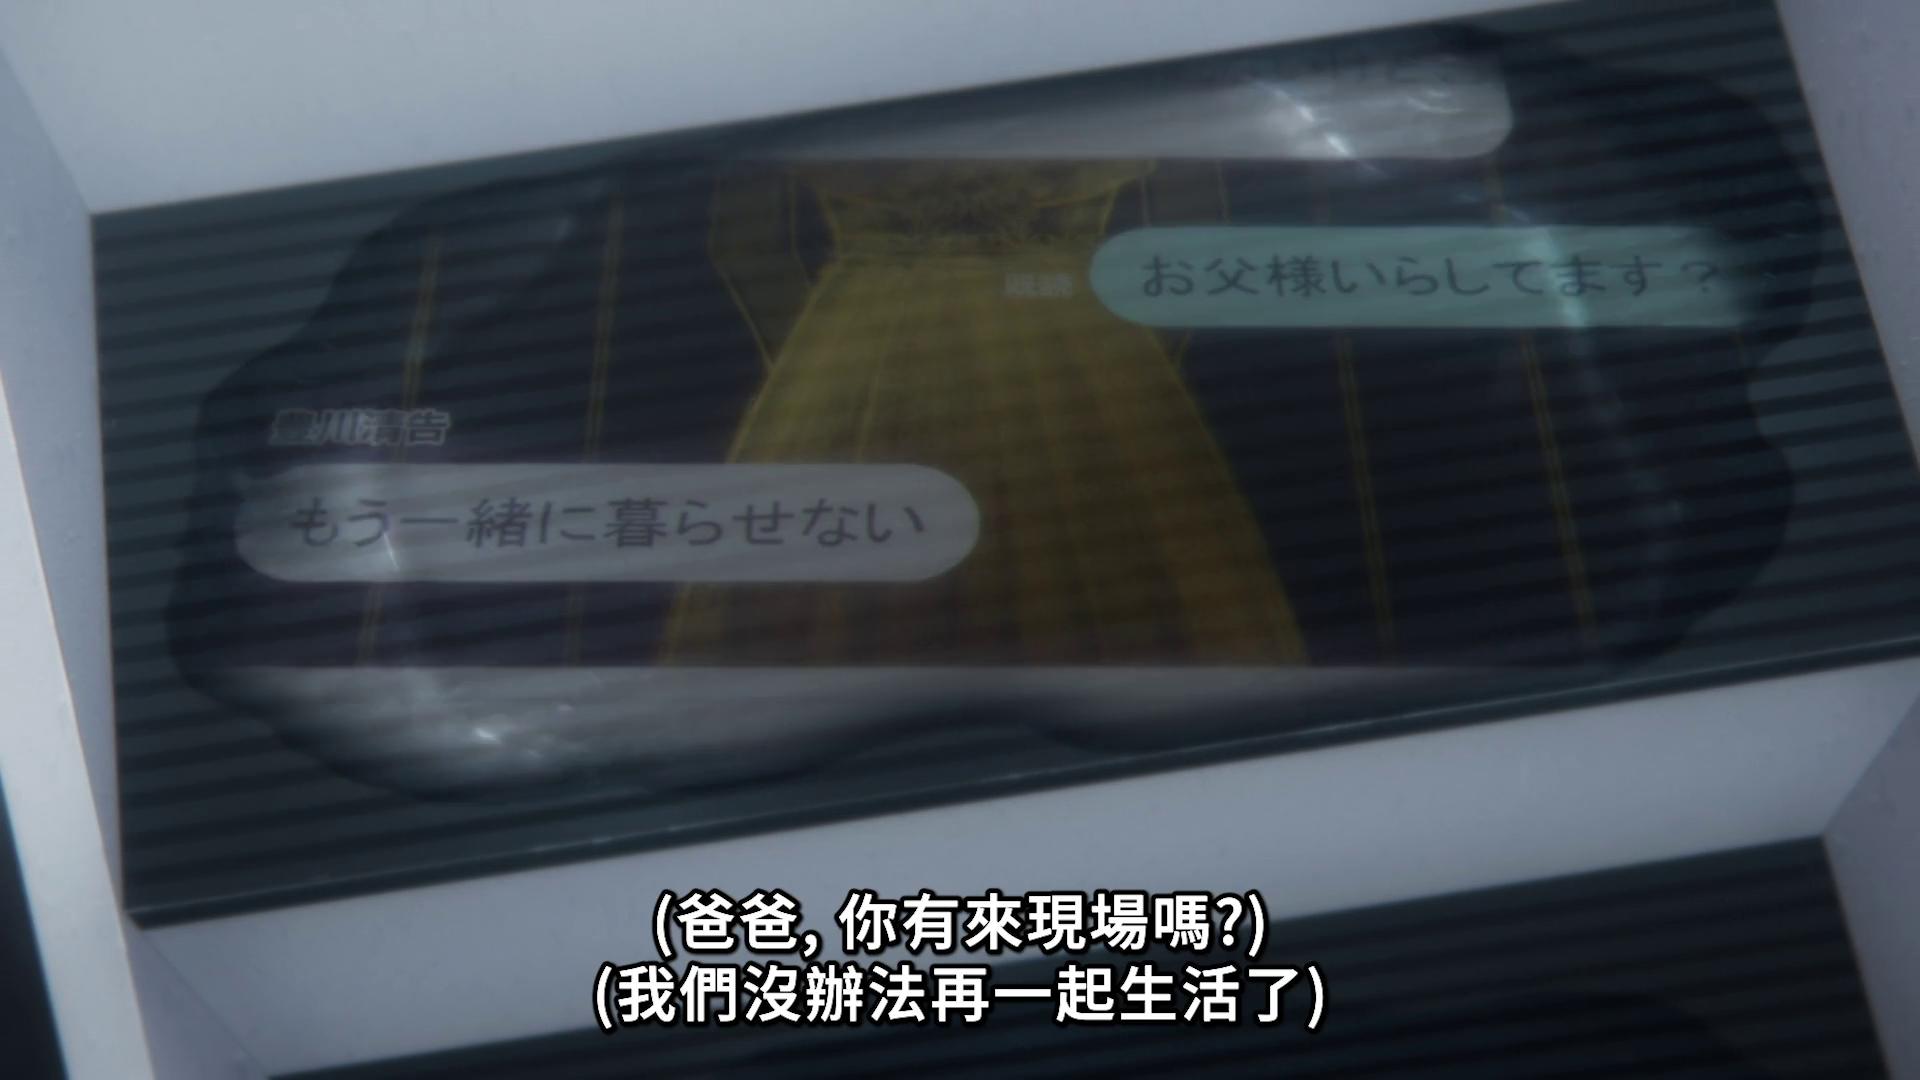 お父様いらしてます？
既読
豊川清告
もう一緒に暮らせない
(爸爸, 你有來現場嗎?)
(我們沒辦法再一起生活了)